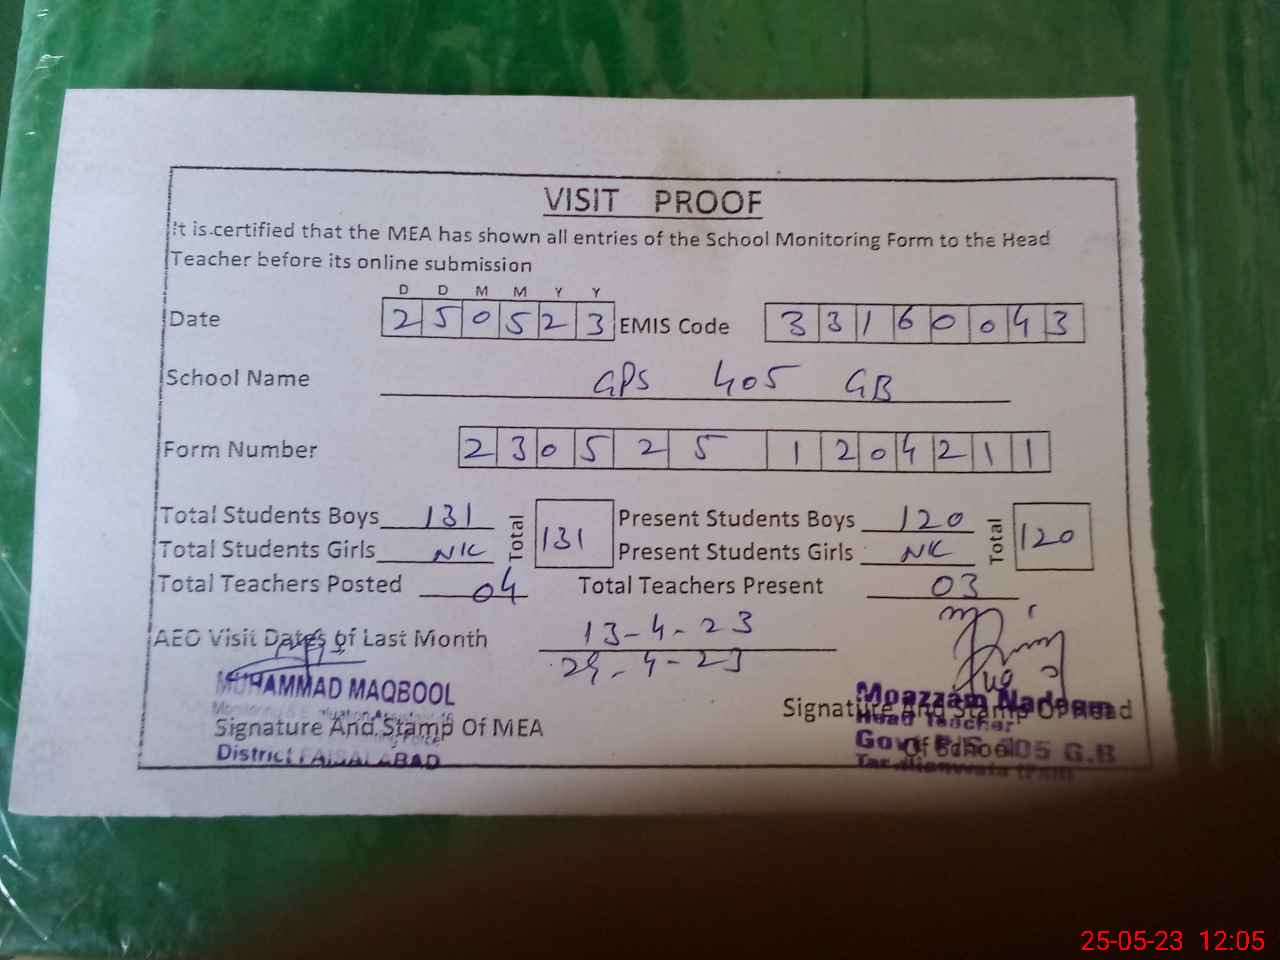 VISIT PROOF
It is certified that the MEA has shown all entries of the School Monitoring Form to the Head
Teacher before its online submission
D D M M Y Y
Date 2 5 0 5 2 3 EMIS Code 3 3 1 6 0 0 4 3
School Name GPS 405 GB
Form Number 2 3 0 5 2 5 1 2 0 4 2 1 1
Total Students Boys 131 Total 131 Present Students Boys 120 Total 120
Total Students Girls NIL Present Students Girls NIL
Total Teachers Posted 04 Total Teachers Present 03
AEO Visit Dates of Last Month 13-4-23
29-4-23
MUHAMMAD MAQBOOL
Signature And Stamp Of MEA
District FAISALABAD
Moazzam Nadeem
Signature And Stamp Of Head
Head Teacher
Of School
Govt. P/S 405 G.B
25-05-23 12:05